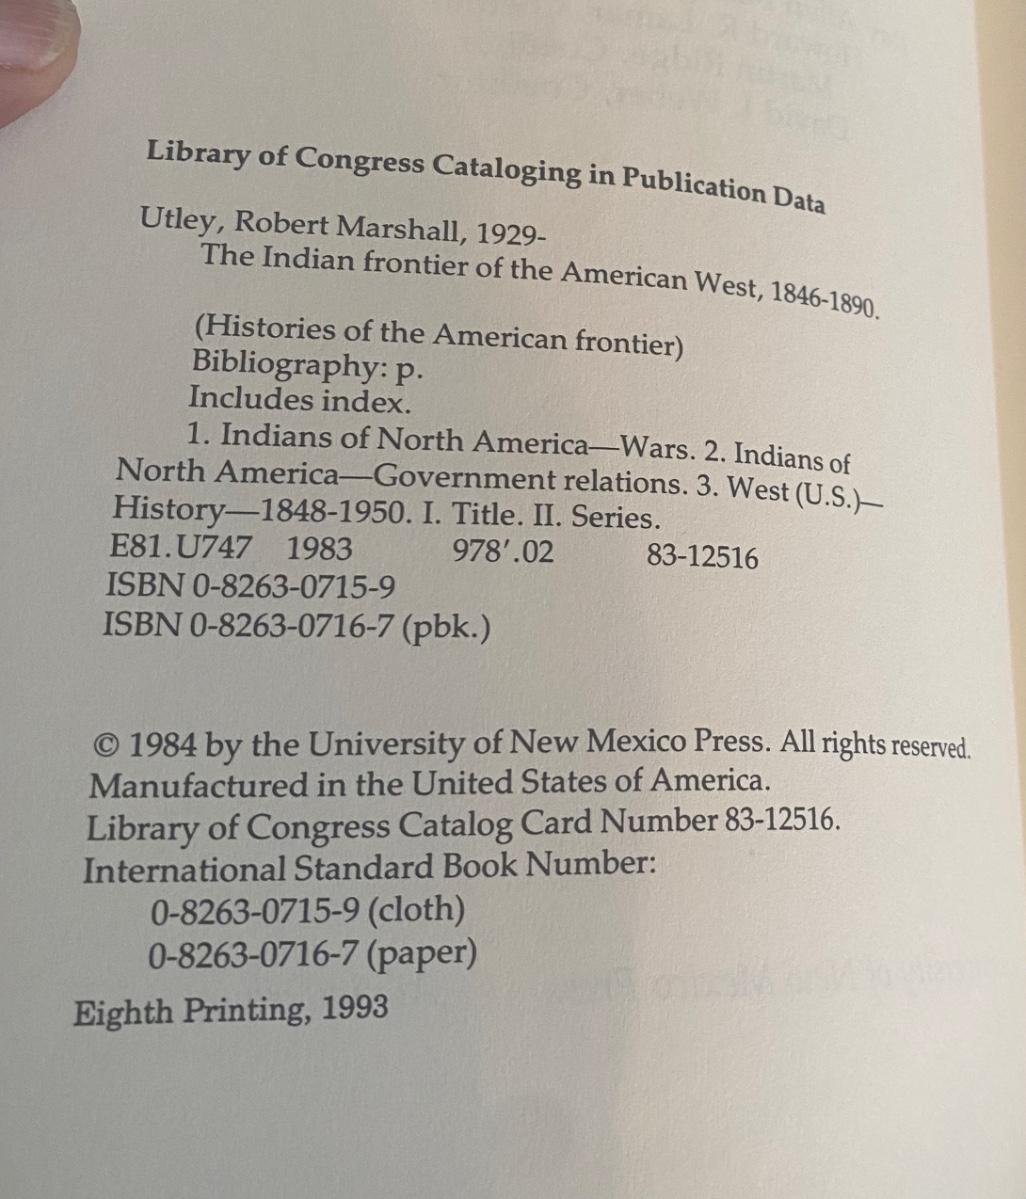 Library of Congress Cataloging in Publication Data
Utley, Robert Marshall, 1929-
The Indian frontier of the American West, 1846-1890.
(Histories of the American frontier)
Bibliography: p.
Includes index.
1. Indians of North America—Wars. 2. Indians of
North America—Government relations. 3. West (U.S.)—
History—1848-1950. I. Title. II. Series.
E81.U747 1983 978'.02 83-12516
ISBN 0-8263-0715-9
ISBN 0-8263-0716-7 (pbk.)
© 1984 by the University of New Mexico Press. All rights reserved.
Manufactured in the United States of America.
Library of Congress Catalog Card Number 83-12516.
International Standard Book Number:
0-8263-0715-9 (cloth)
0-8263-0716-7 (paper)
Eighth Printing, 1993